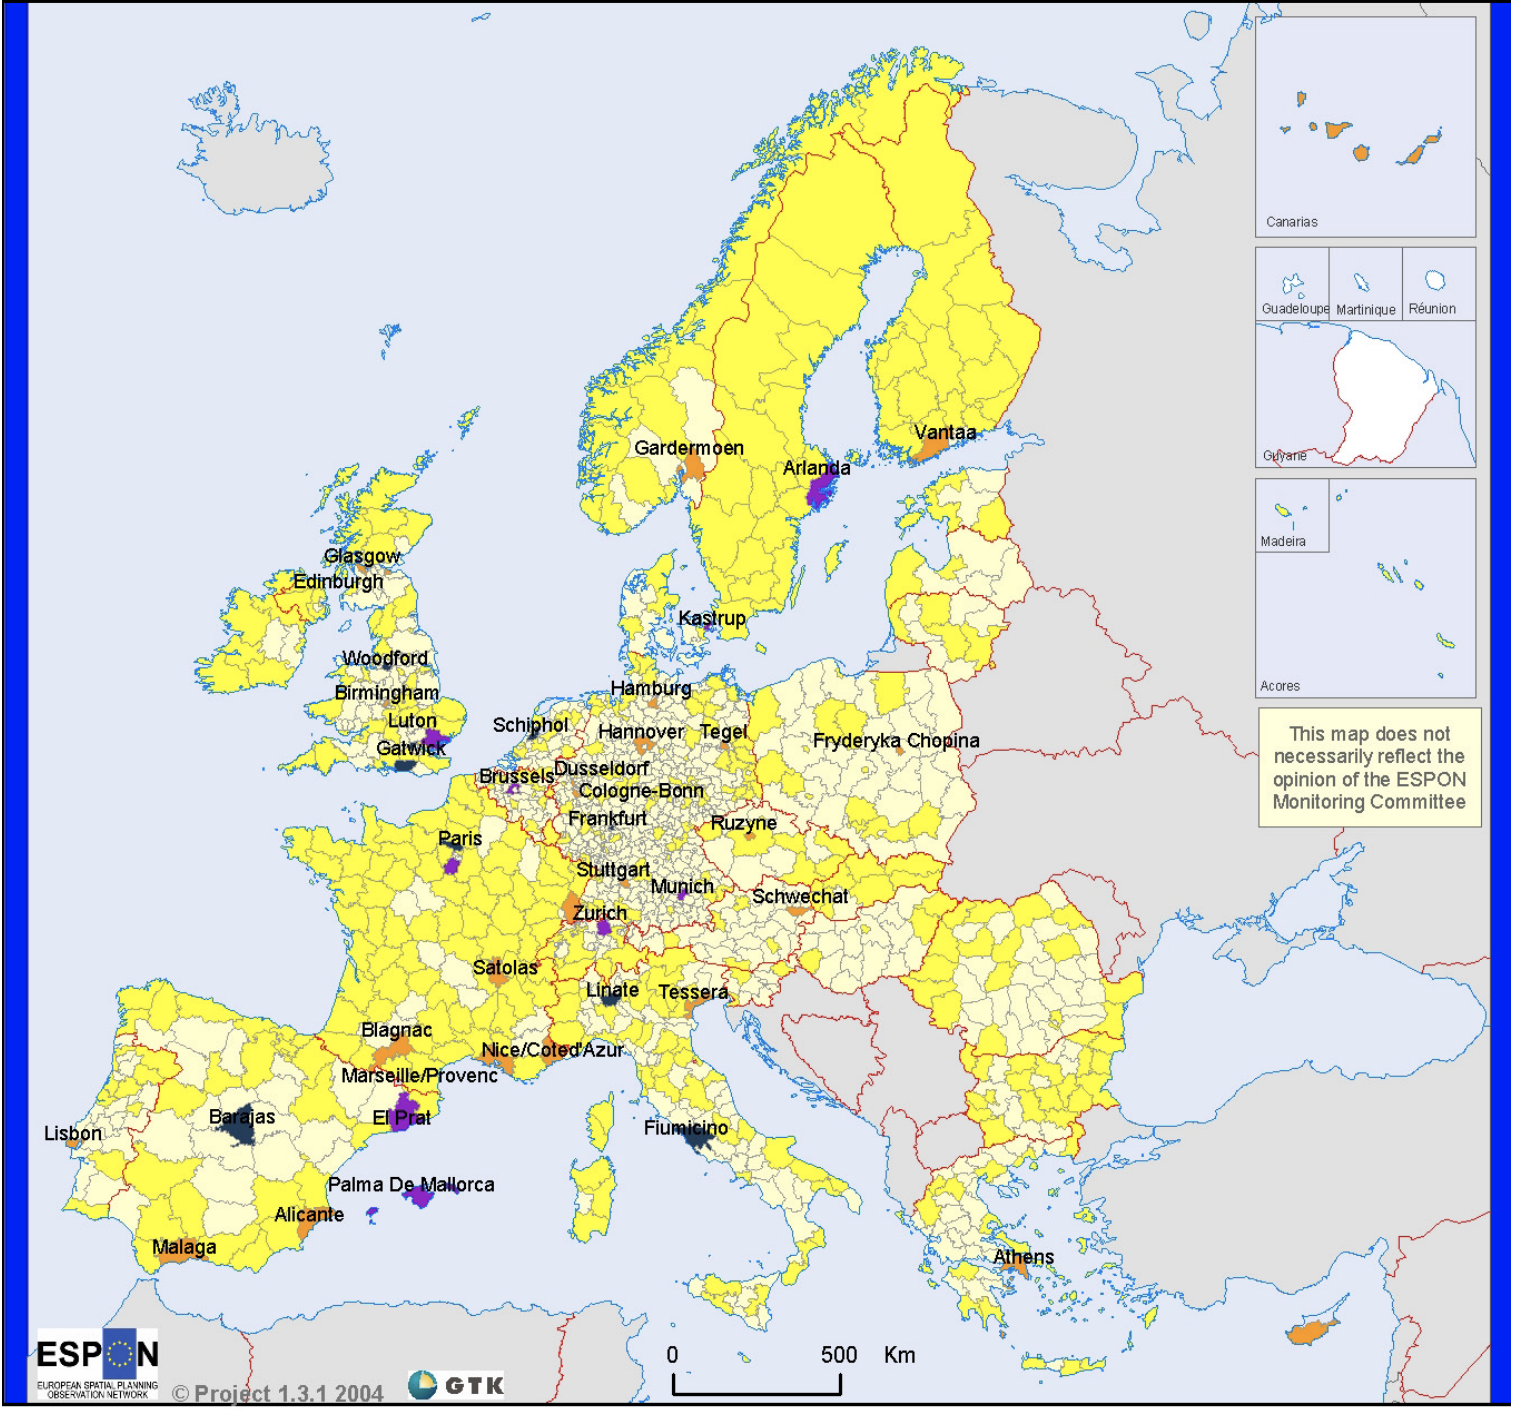 Canarias
Guadeloupe
Martinique
Réunion
Guyane
Madeira
Acores
This map does not
necessarily reflect the
opinion of the ESPON
Monitoring Committee
Vantaa
Gardermoen
Arlanda
Glasgow
Edinburgh
Kastrup
Woodford
Birmingham
Hamburg
Luton
Schiphol
Hannover
Tegel
Gatwick
Fryderyka Chopina
Brussels
Dusseldorf
Cologne-Bonn
Frankfurt
Ruzyne
Paris
Stuttgart
Munich
Schwechat
Zurich
Satolas
Linate
Tessera
Blagnac
Nice/Coted'Azur
Marseille/Provenc
Barajas
El Prat
Lisbon
Fiumicino
Palma De Mallorca
Alicante
Malaga
Athens
0 500 Km
ESPON
EUROPEAN SPATIAL PLANNING
OBSERVATION NETWORK
© Project 1.3.1 2004
GTK